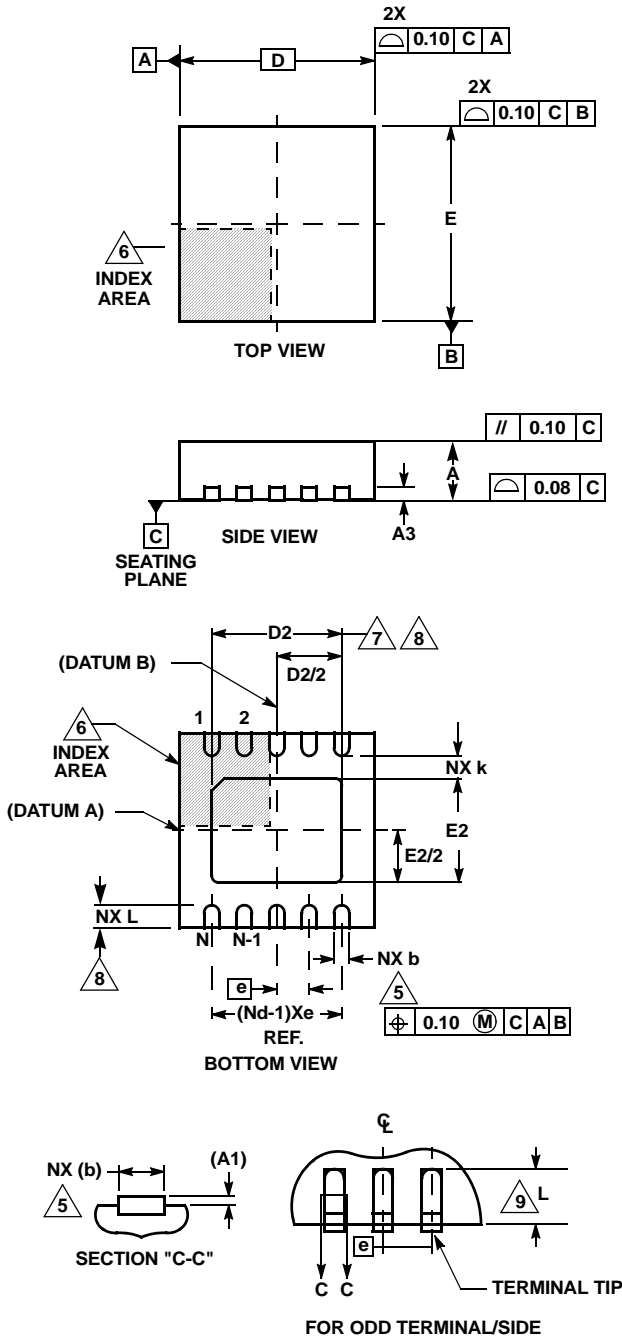 2X
⌓ 0.10 C A
A
D
2X
⌓ 0.10 C B
E
6
INDEX
AREA
TOP VIEW
B
// 0.10 C
A
⌓ 0.08 C
C
SIDE VIEW
A3
SEATING
PLANE
D2
7 8
(DATUM B)
D2/2
1 2
6
INDEX
AREA
NX k
(DATUM A)
E2
E2/2
NX L
N N-1
8
NX b
e
5
(Nd-1)Xe
⌖ 0.10 Ⓜ C A B
REF.
BOTTOM VIEW
℄
NX (b)
(A1)
5
9 L
SECTION "C-C"
e
C C
TERMINAL TIP
FOR ODD TERMINAL/SIDE